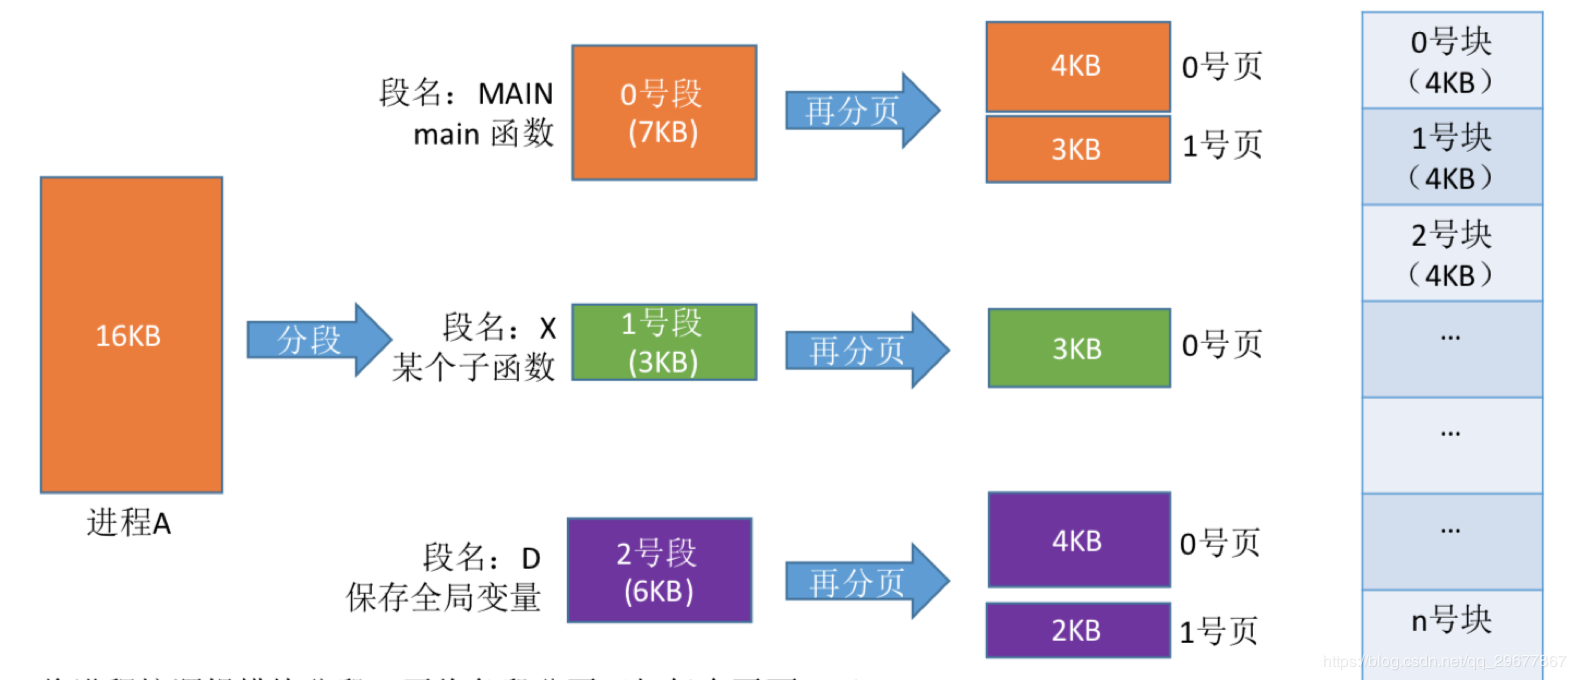 16KB
进程A
分段
段名：MAIN
main 函数
0号段
(7KB)
再分页
4KB
0号页
3KB
1号页
段名：X
某个子函数
1号段
(3KB)
再分页
3KB
0号页
段名：D
保存全局变量
2号段
(6KB)
再分页
4KB
0号页
2KB
1号页
0号块
（4KB）
1号块
（4KB）
2号块
（4KB）
...
...
...
n号块
https://blog.csdn.net/qq_29677867